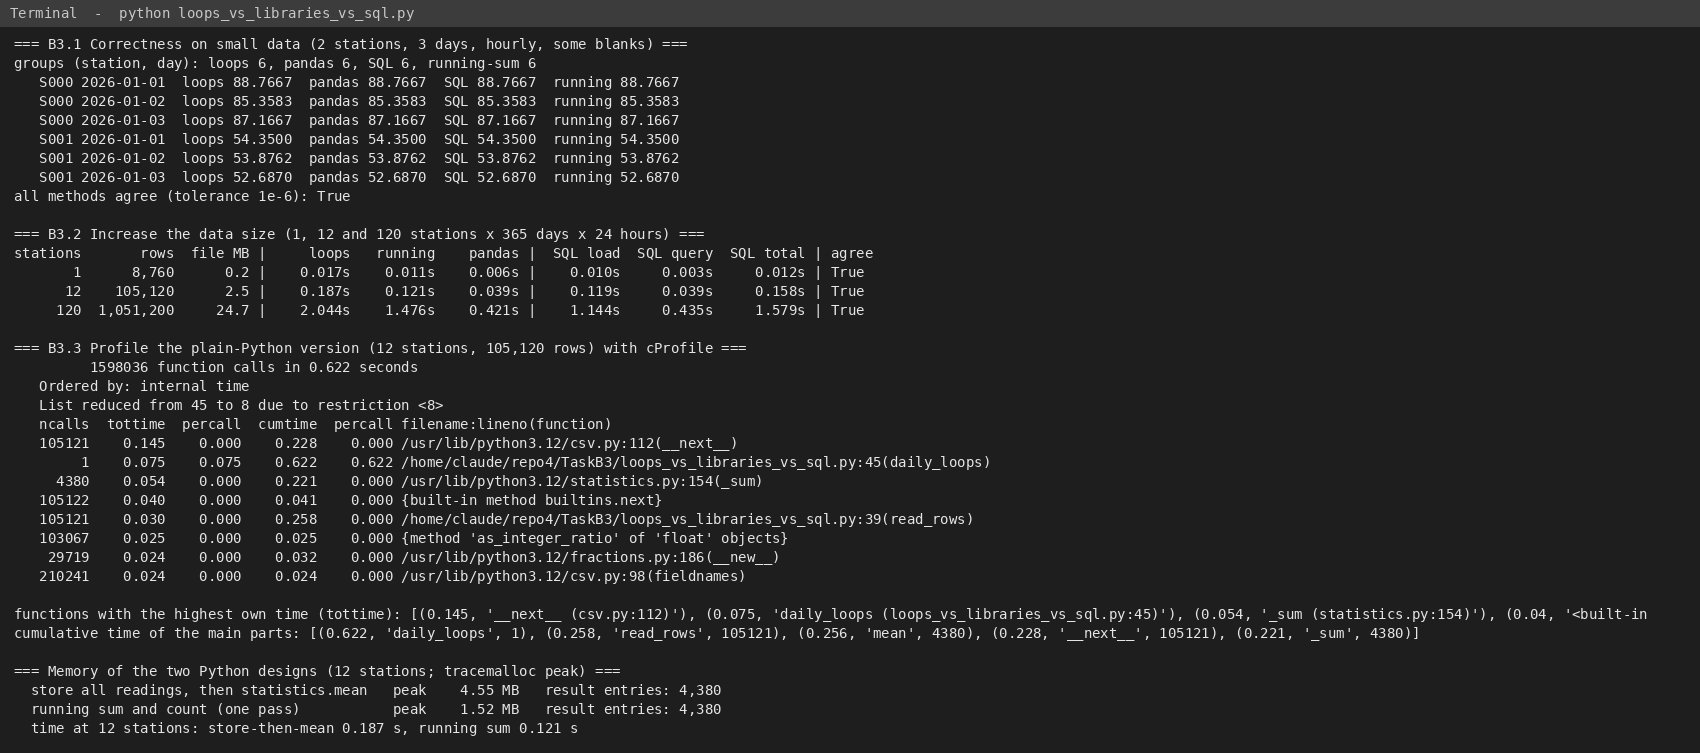 Terminal  -  python loops_vs_libraries_vs_sql.py
=== B3.1 Correctness on small data (2 stations, 3 days, hourly, some blanks) ===
groups (station, day): loops 6, pandas 6, SQL 6, running-sum 6
   S000 2026-01-01  loops 88.7667  pandas 88.7667  SQL 88.7667  running 88.7667
   S000 2026-01-02  loops 85.3583  pandas 85.3583  SQL 85.3583  running 85.3583
   S000 2026-01-03  loops 87.1667  pandas 87.1667  SQL 87.1667  running 87.1667
   S001 2026-01-01  loops 54.3500  pandas 54.3500  SQL 54.3500  running 54.3500
   S001 2026-01-02  loops 53.8762  pandas 53.8762  SQL 53.8762  running 53.8762
   S001 2026-01-03  loops 52.6870  pandas 52.6870  SQL 52.6870  running 52.6870
all methods agree (tolerance 1e-6): True
=== B3.2 Increase the data size (1, 12 and 120 stations x 365 days x 24 hours) ===
stations       rows  file MB |     loops   running    pandas |  SQL load  SQL query  SQL total | agree
       1      8,760      0.2 |    0.017s    0.011s    0.006s |    0.010s     0.003s     0.012s | True
      12    105,120      2.5 |    0.187s    0.121s    0.039s |    0.119s     0.039s     0.158s | True
     120  1,051,200     24.7 |    2.044s    1.476s    0.421s |    1.144s     0.435s     1.579s | True
=== B3.3 Profile the plain-Python version (12 stations, 105,120 rows) with cProfile ===
         1598036 function calls in 0.622 seconds
   Ordered by: internal time
   List reduced from 45 to 8 due to restriction <8>
   ncalls  tottime  percall  cumtime  percall filename:lineno(function)
   105121    0.145    0.000    0.228    0.000 /usr/lib/python3.12/csv.py:112(__next__)
        1    0.075    0.075    0.622    0.622 /home/claude/repo4/TaskB3/loops_vs_libraries_vs_sql.py:45(daily_loops)
     4380    0.054    0.000    0.221    0.000 /usr/lib/python3.12/statistics.py:154(_sum)
   105122    0.040    0.000    0.041    0.000 {built-in method builtins.next}
   105121    0.030    0.000    0.258    0.000 /home/claude/repo4/TaskB3/loops_vs_libraries_vs_sql.py:39(read_rows)
   103067    0.025    0.000    0.025    0.000 {method 'as_integer_ratio' of 'float' objects}
    29719    0.024    0.000    0.032    0.000 /usr/lib/python3.12/fractions.py:186(__new__)
   210241    0.024    0.000    0.024    0.000 /usr/lib/python3.12/csv.py:98(fieldnames)
functions with the highest own time (tottime): [(0.145, '__next__ (csv.py:112)'), (0.075, 'daily_loops (loops_vs_libraries_vs_sql.py:45)'), (0.054, '_sum (statistics.py:154)'), (0.04, '<built-in
cumulative time of the main parts: [(0.622, 'daily_loops', 1), (0.258, 'read_rows', 105121), (0.256, 'mean', 4380), (0.228, '__next__', 105121), (0.221, '_sum', 4380)]
=== Memory of the two Python designs (12 stations; tracemalloc peak) ===
  store all readings, then statistics.mean   peak    4.55 MB   result entries: 4,380
  running sum and count (one pass)           peak    1.52 MB   result entries: 4,380
  time at 12 stations: store-then-mean 0.187 s, running sum 0.121 s